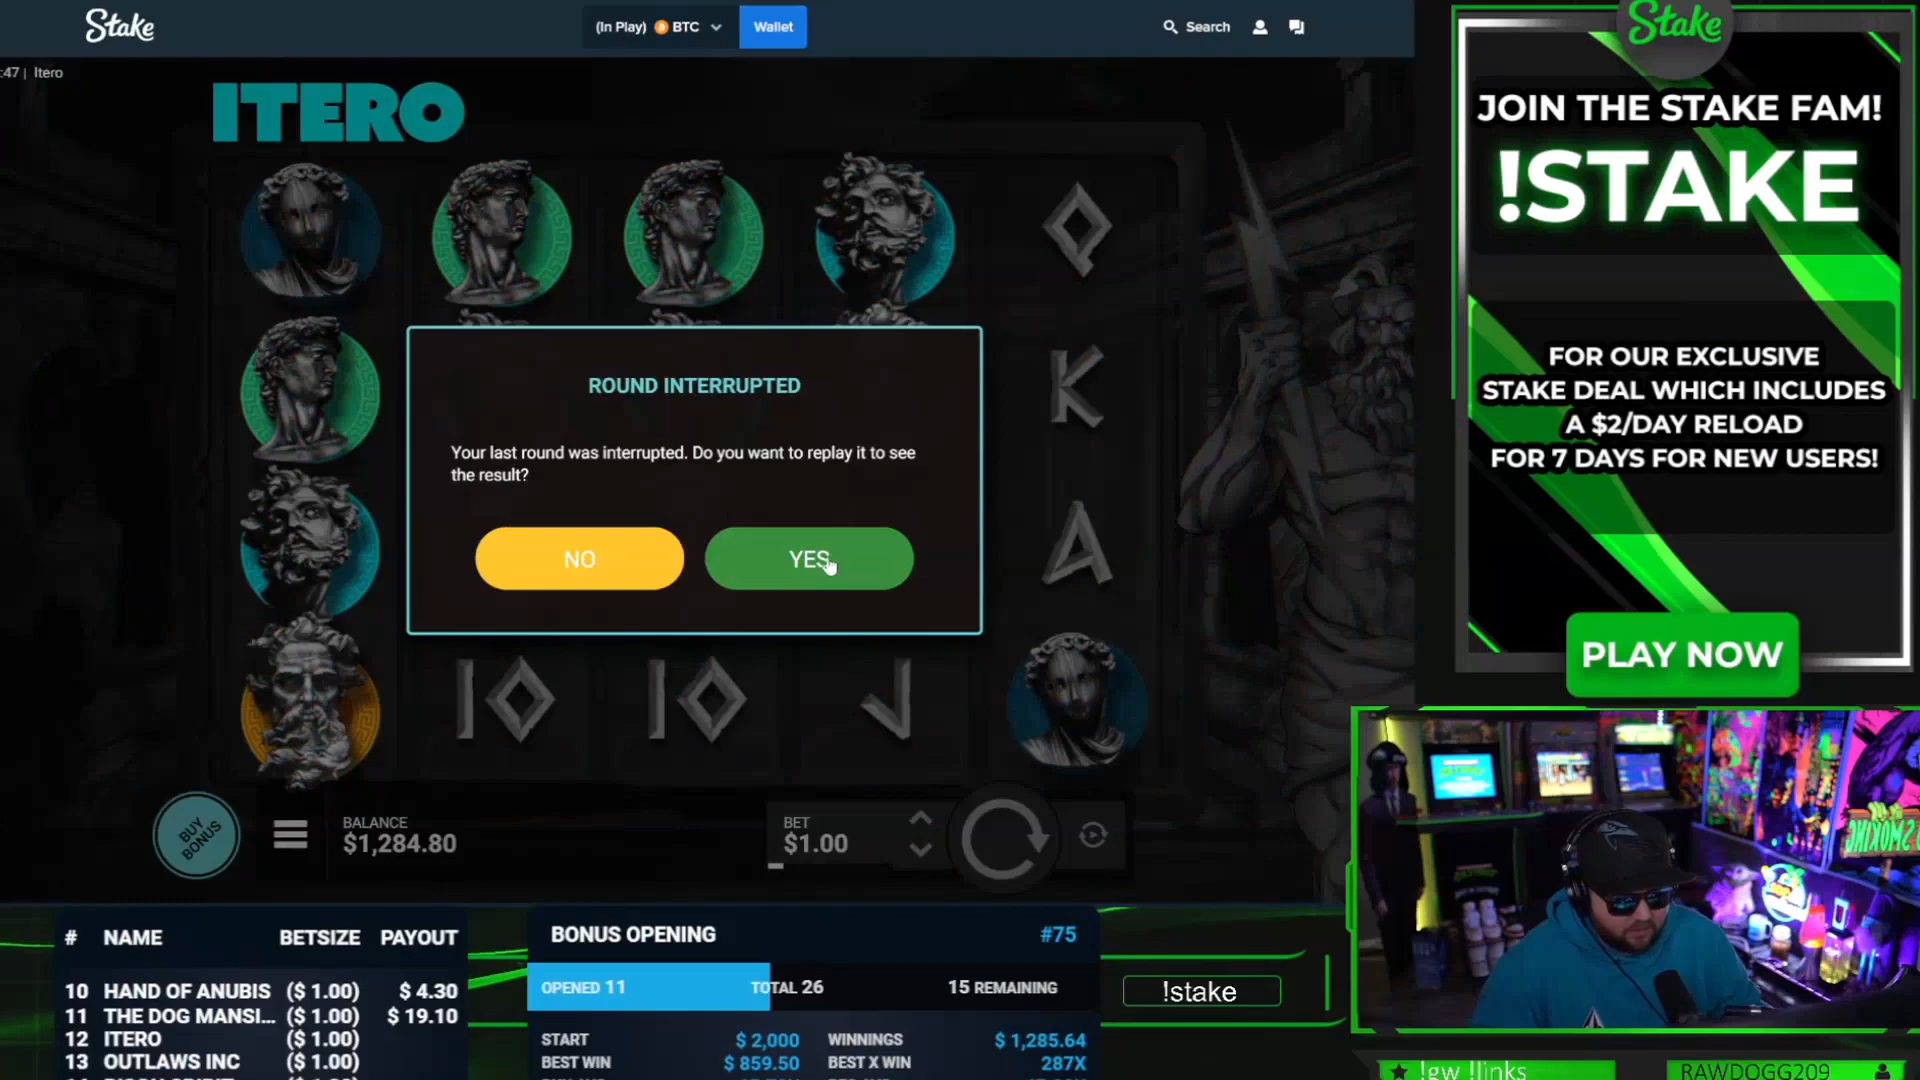 Stake
(In Play) BTC
Wallet
Search
:47 | Itero
ITERO
ROUND INTERRUPTED
Your last round was interrupted. Do you want to replay it to see
the result?
NO
YES
BUY
BONUS
BALANCE
$1,284.80
BET
$1.00
Stake
JOIN THE STAKE FAM!
!STAKE
FOR OUR EXCLUSIVE
STAKE DEAL WHICH INCLUDES
A $2/DAY RELOAD
FOR 7 DAYS FOR NEW USERS!
PLAY NOW
# NAME BETSIZE PAYOUT
10 HAND OF ANUBIS ($ 1.00) $ 4.30
11 THE DOG MANSI... ($ 1.00) $ 19.10
12 ITERO ($ 1.00)
13 OUTLAWS INC ($ 1.00)
BONUS OPENING #75
OPENED 11 TOTAL 26 15 REMAINING
START $ 2,000 WINNINGS $ 1,285.64
BEST WIN $ 859.50 BEST X WIN 287X
!stake
!gw !links
RAWDOGG209